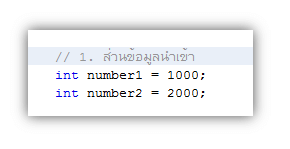 // 1. ส่วนข้อมูลนำเข้า
int number1 = 1000;
int number2 = 2000;